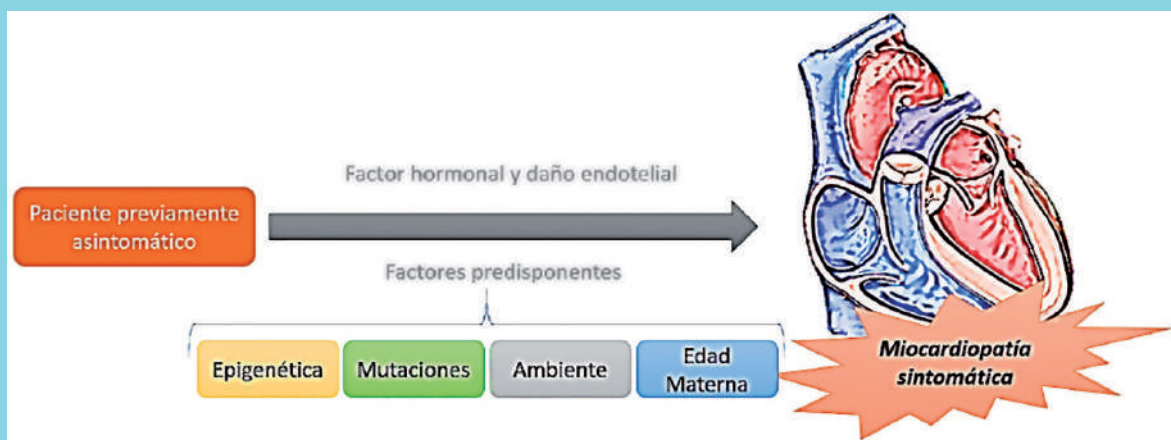 Factor hormonal y daño endotelial
Paciente previamente
asintomático
Factores predisponentes
Epigenética
Mutaciones
Ambiente
Edad
Materna
Miocardiopatía
sintomática